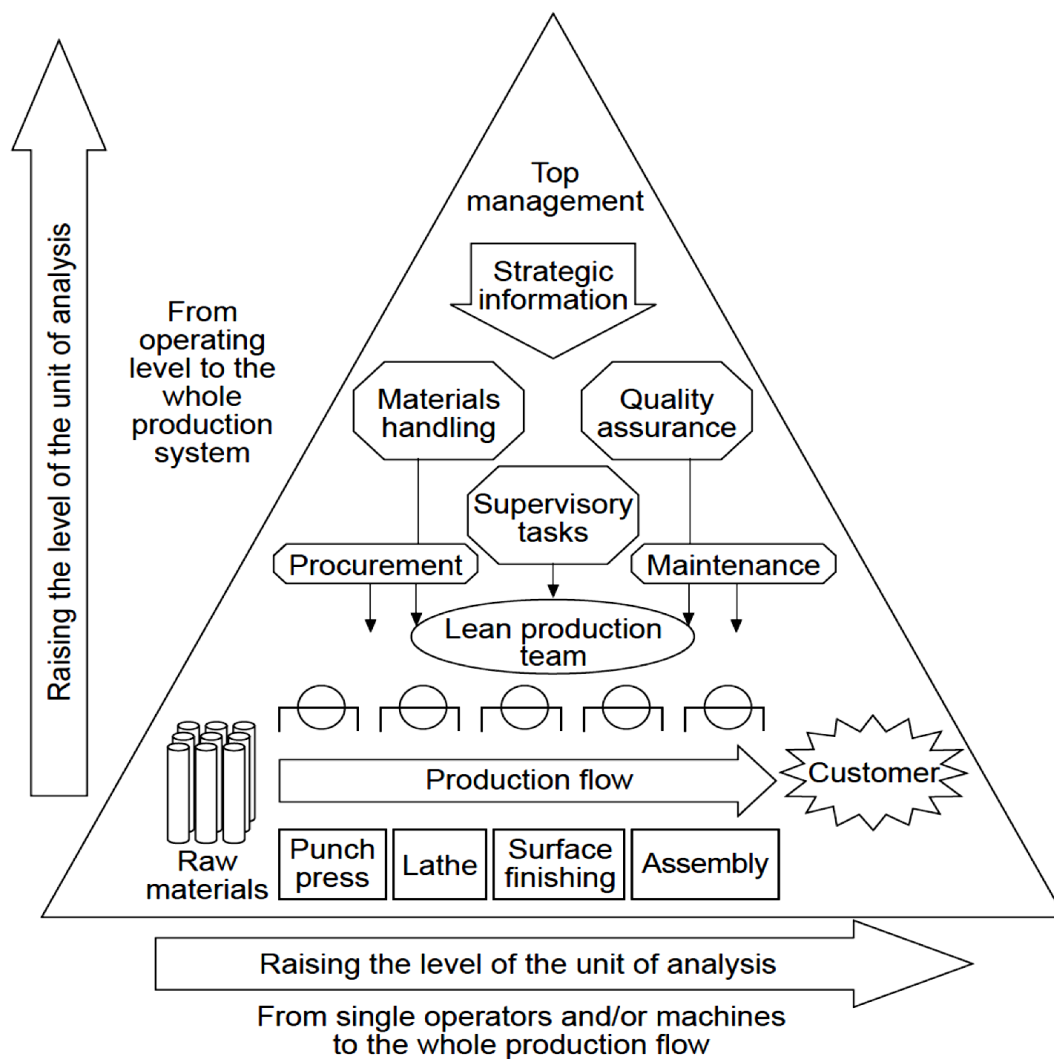 Top
management
Strategic
information
Raising the level of the unit of analysis
From
operating
level to the
whole
production
system
Materials
handling
Quality
assurance
Supervisory
tasks
Procurement
Maintenance
Lean production
team
Production flow
Customer
Raw
materials
Punch
press
Lathe
Surface
finishing
Assembly
Raising the level of the unit of analysis
From single operators and/or machines
to the whole production flow